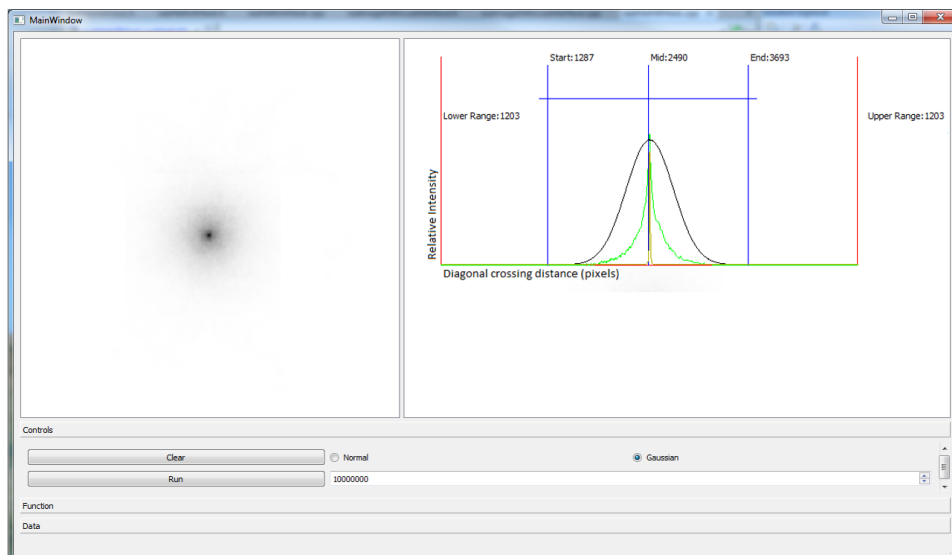 MainWindow
Start:1287
Mid:2490
End:3693
Lower Range:1203
Upper Range:1203
Relative Intensity
Diagonal crossing distance (pixels)
Controls
Clear
Normal
Gaussian
Run
10000000
Function
Data